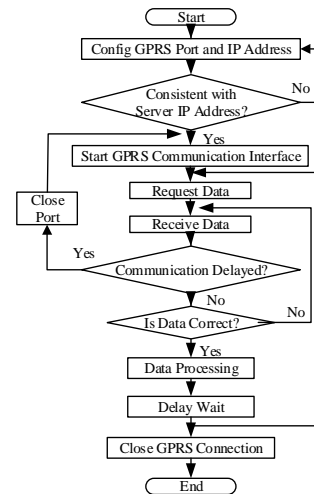 Start
Config GPRS Port and IP Address
Consistent with
Server IP Address?
No
Yes
Start GPRS Communication Interface
Request Data
Close
Port
Receive Data
Yes
Communication Delayed?
No
Is Data Correct?
No
Yes
Data Processing
Delay Wait
Close GPRS Connection
End